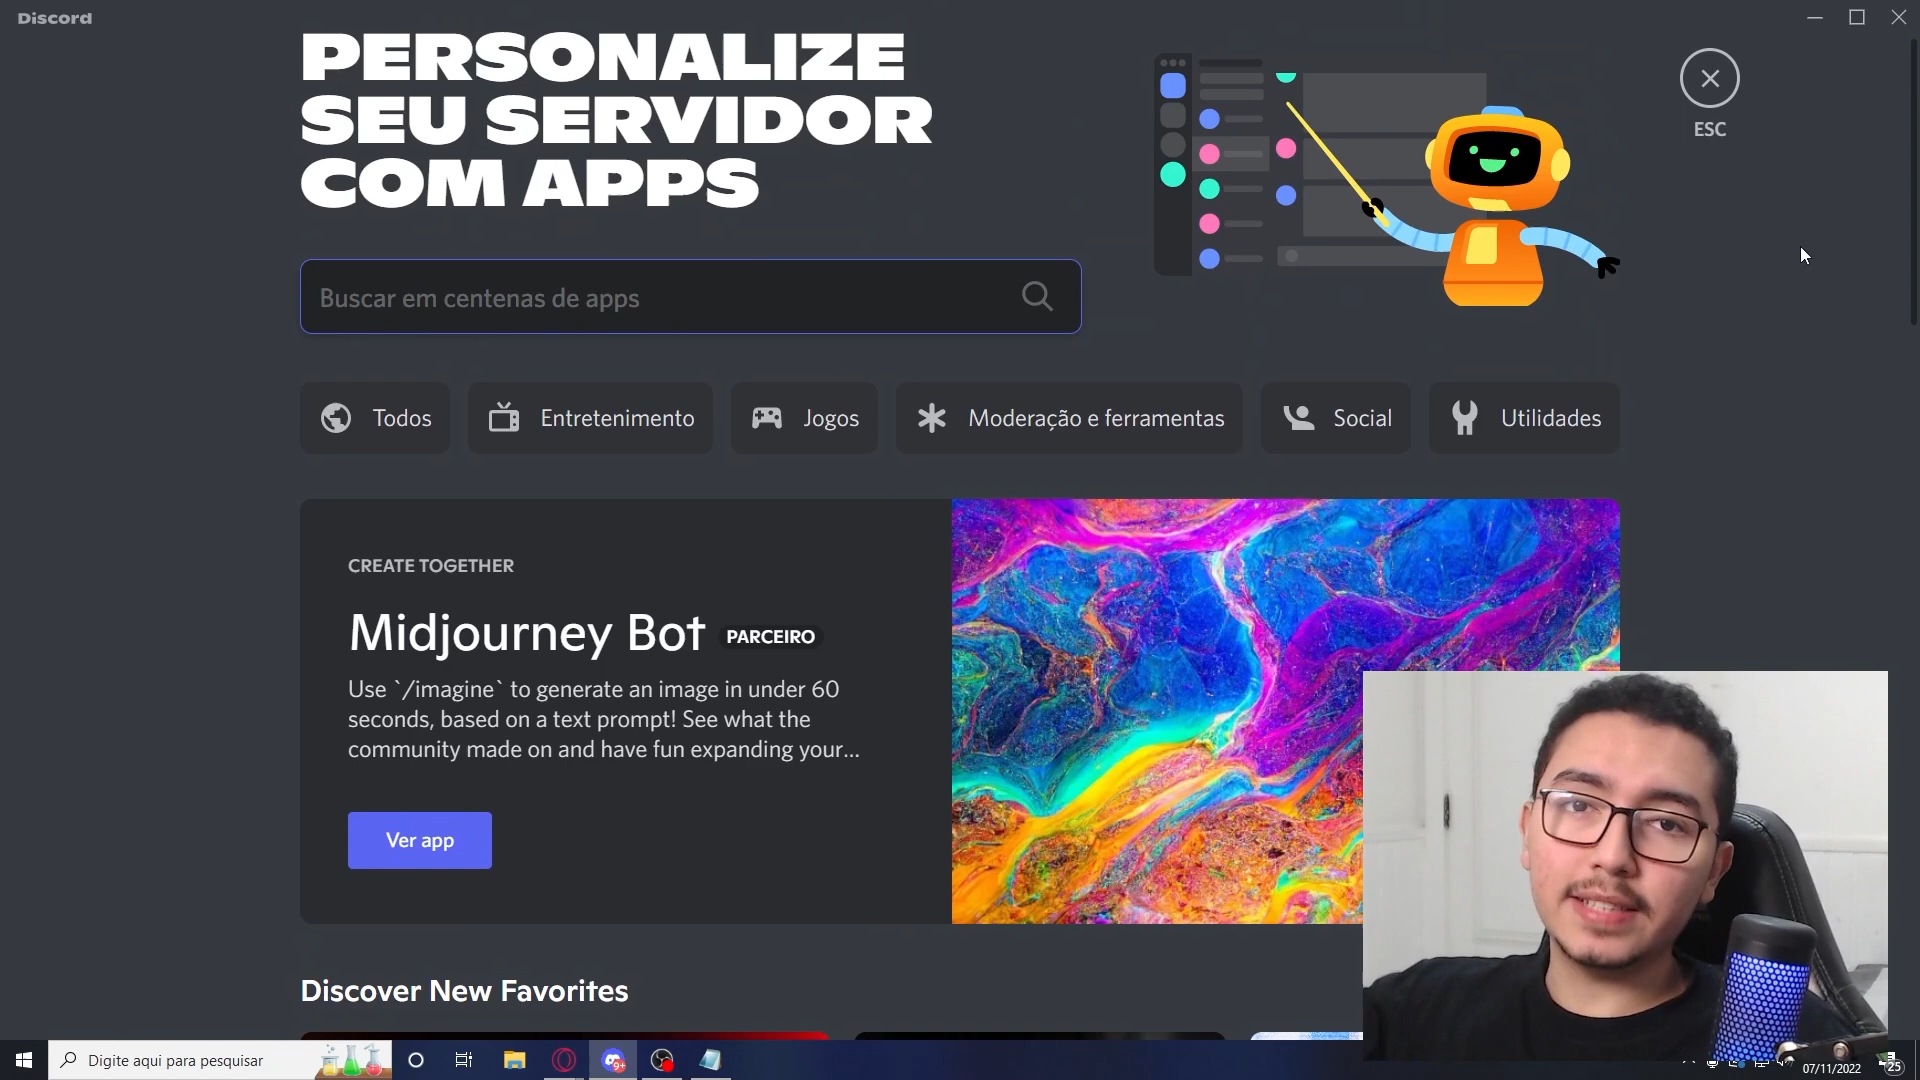 Discord
PERSONALIZE
SEU SERVIDOR
COM APPS
ESC
Buscar em centenas de apps
Todos
Entretenimento
Jogos
Moderação e ferramentas
Social
Utilidades
CREATE TOGETHER
Midjourney Bot PARCEIRO
Use `/imagine` to generate an image in under 60
seconds, based on a text prompt! See what the
community made on and have fun expanding your...
Ver app
Discover New Favorites
Digite aqui para pesquisar
9+
07/11/2022
25